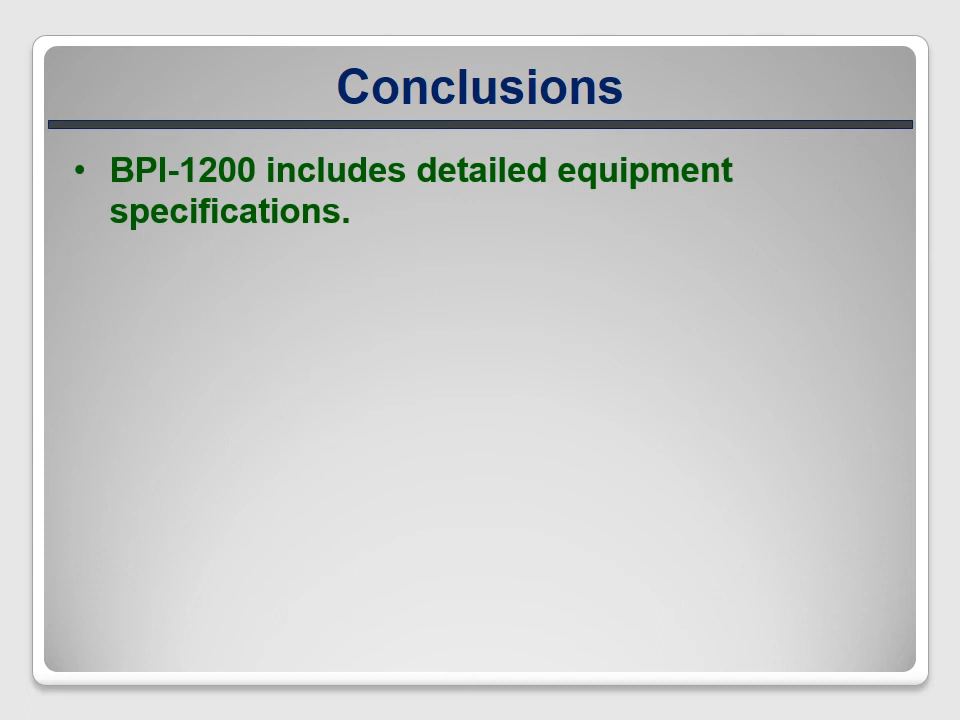 Conclusions
• BPI-1200 includes detailed equipment
specifications.